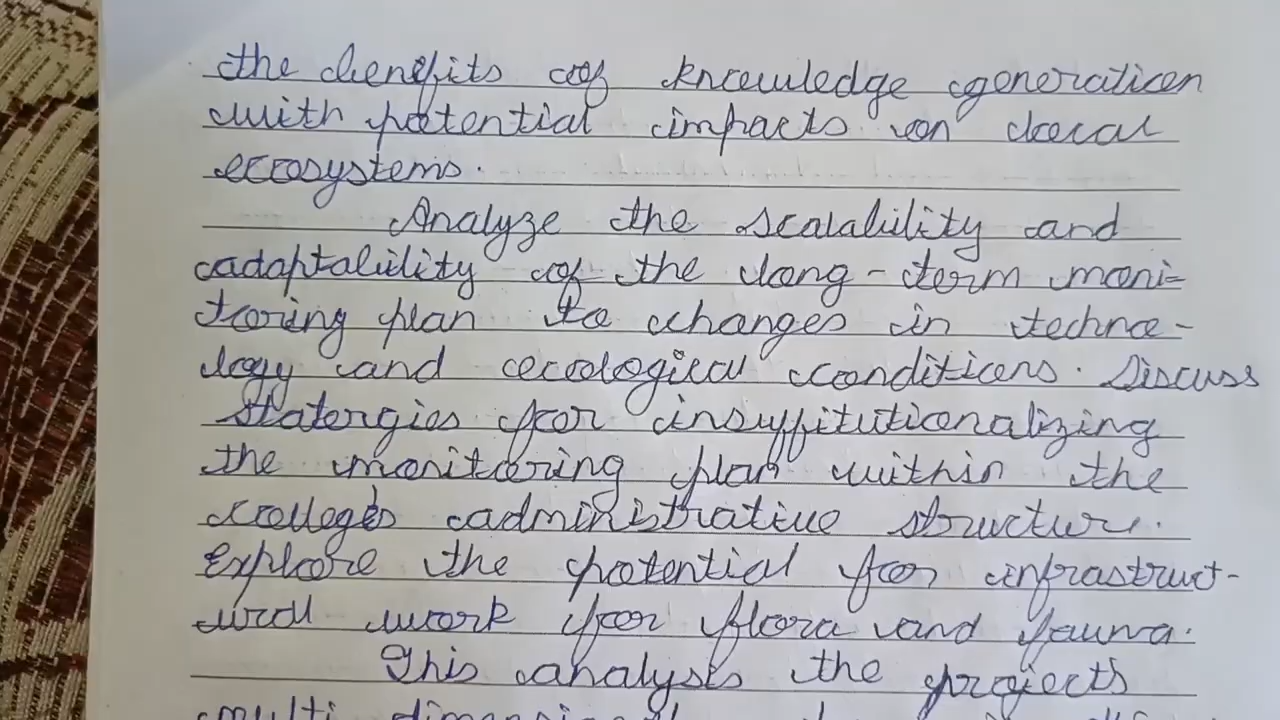 the benefits of knowledge generation
with potential impacts on local
ecosystems.
Analyze the scalability and
adaptability of the long-term moni-
toring plan to changes in techno-
logy and ecological conditions. Discuss
statergies for insuffitutionalizing
the monitoring plan within the
college's administrative structure.
Explore the potential for infrastruct-
ural work for flora and fauna.
This analysis the projects
multi dimensional